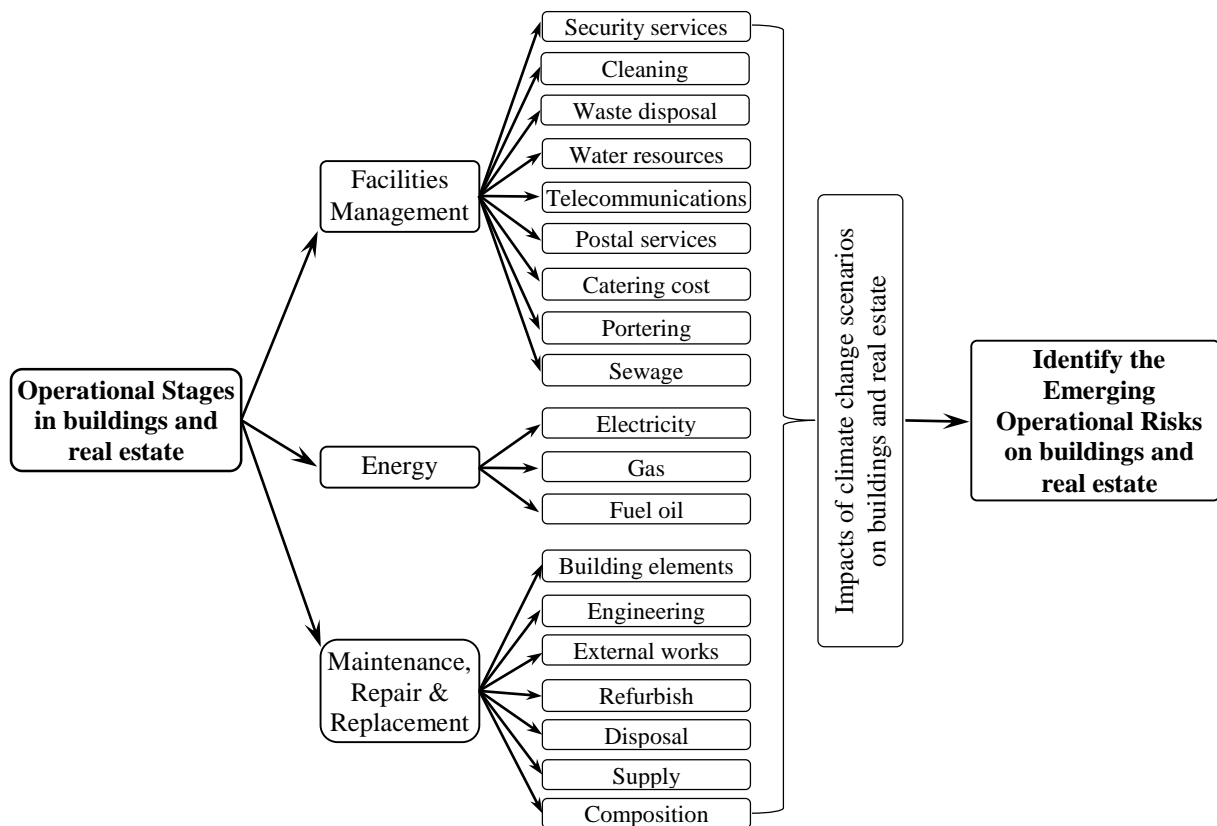 Operational Stages
in buildings and
real estate
Facilities
Management
Energy
Maintenance,
Repair &
Replacement
Security services
Cleaning
Waste disposal
Water resources
Telecommunications
Postal services
Catering cost
Portering
Sewage
Electricity
Gas
Fuel oil
Building elements
Engineering
External works
Refurbish
Disposal
Supply
Composition
Impacts of climate change scenarios
on buildings and real estate
Identify the
Emerging
Operational Risks
on buildings and
real estate